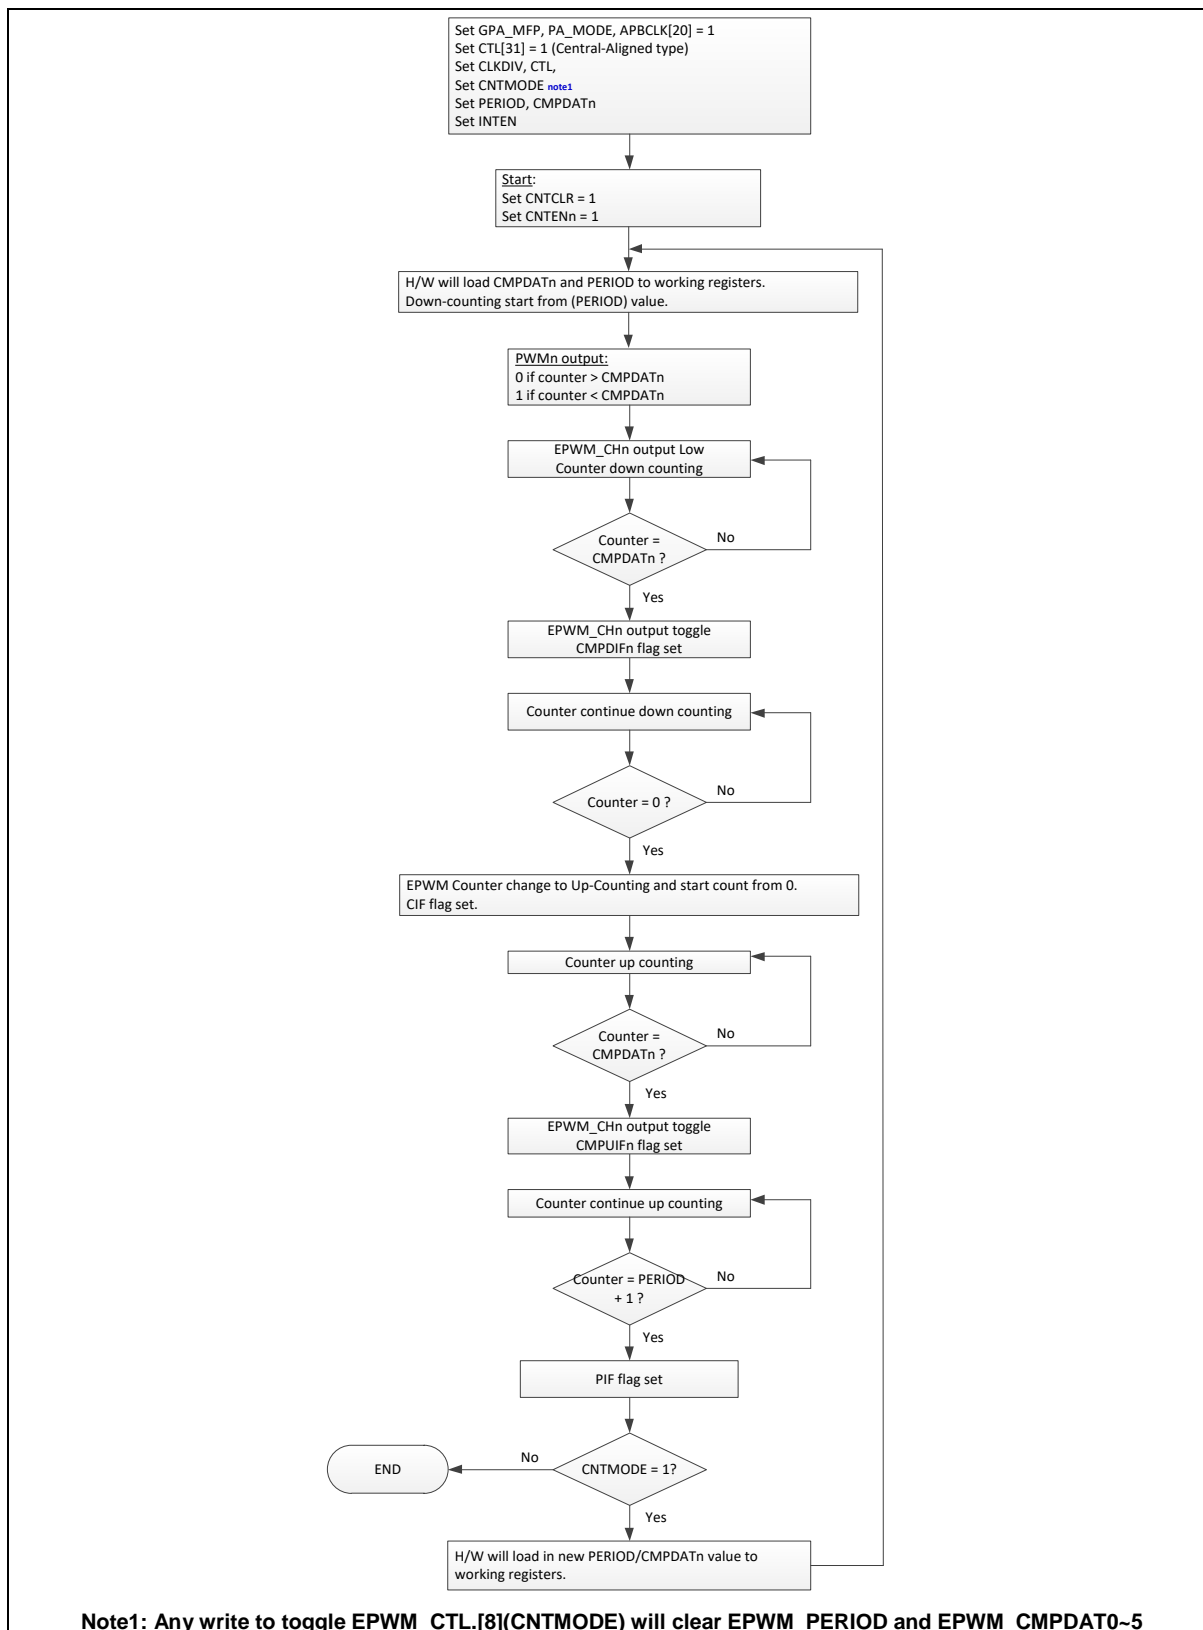 Set GPA_MFP, PA_MODE, APBCLK[20] = 1
Set CTL[31] = 1 (Central-Aligned type)
Set CLKDIV, CTL,
Set CNTMODE note1
Set PERIOD, CMPDATn
Set INTEN
Start:
Set CNTCLR = 1
Set CNTENn = 1
H/W will load CMPDATn and PERIOD to working registers.
Down-counting start from (PERIOD) value.
PWMn output:
0 if counter > CMPDATn
1 if counter < CMPDATn
EPWM_CHn output Low
Counter down counting
Counter =
CMPDATn ?
No
Yes
EPWM_CHn output toggle
CMPDIFn flag set
Counter continue down counting
Counter = 0 ?
No
Yes
EPWM Counter change to Up-Counting and start count from 0.
CIF flag set.
Counter up counting
Counter =
CMPDATn ?
No
Yes
EPWM_CHn output toggle
CMPUIFn flag set
Counter continue up counting
Counter = PERIOD
+ 1 ?
No
Yes
PIF flag set
CNTMODE = 1?
No
END
Yes
H/W will load in new PERIOD/CMPDATn value to
working registers.
Note1: Any write to toggle EPWM_CTL.[8](CNTMODE) will clear EPWM_PERIOD and EPWM_CMPDAT0~5